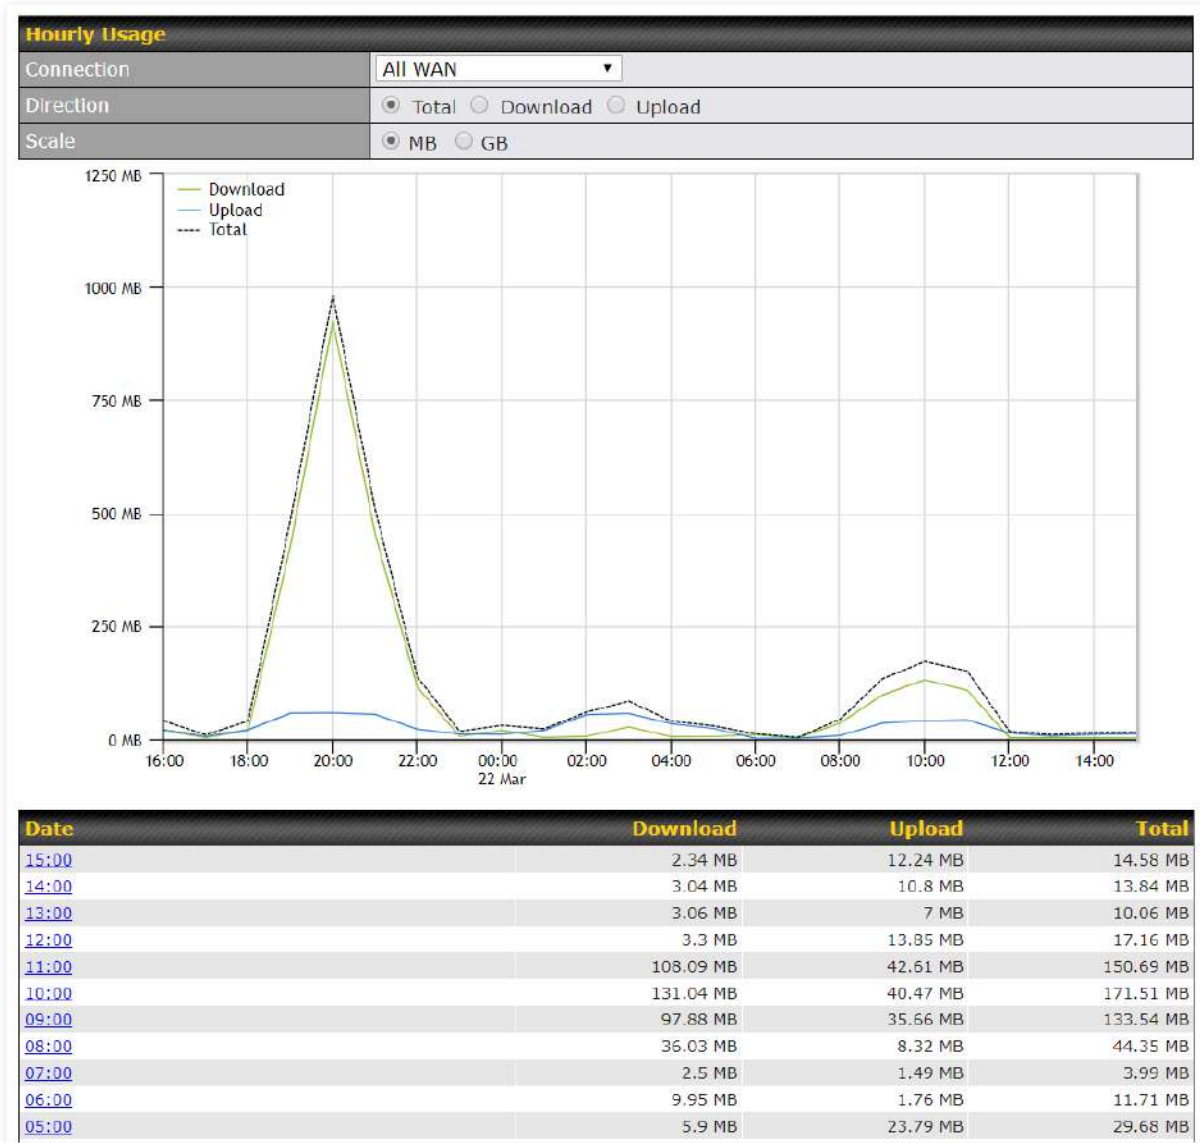 Hourly Usage
Connection All WAN
Direction Total Download Upload
Scale MB GB
1250 MB
Download
Upload
Total
1000 MB
750 MB
500 MB
250 MB
0 MB
16:00 18:00 20:00 22:00 00:00 02:00 04:00 06:00 08:00 10:00 12:00 14:00
22 Mar
Date Download Upload Total
15:00 2.34 MB 12.24 MB 14.58 MB
14:00 3.04 MB 10.8 MB 13.84 MB
13:00 3.06 MB 7 MB 10.06 MB
12:00 3.3 MB 13.85 MB 17.16 MB
11:00 108.09 MB 42.61 MB 150.69 MB
10:00 131.04 MB 40.47 MB 171.51 MB
09:00 97.88 MB 35.66 MB 133.54 MB
08:00 36.03 MB 8.32 MB 44.35 MB
07:00 2.5 MB 1.49 MB 3.99 MB
06:00 9.95 MB 1.76 MB 11.71 MB
05:00 5.9 MB 23.79 MB 29.68 MB